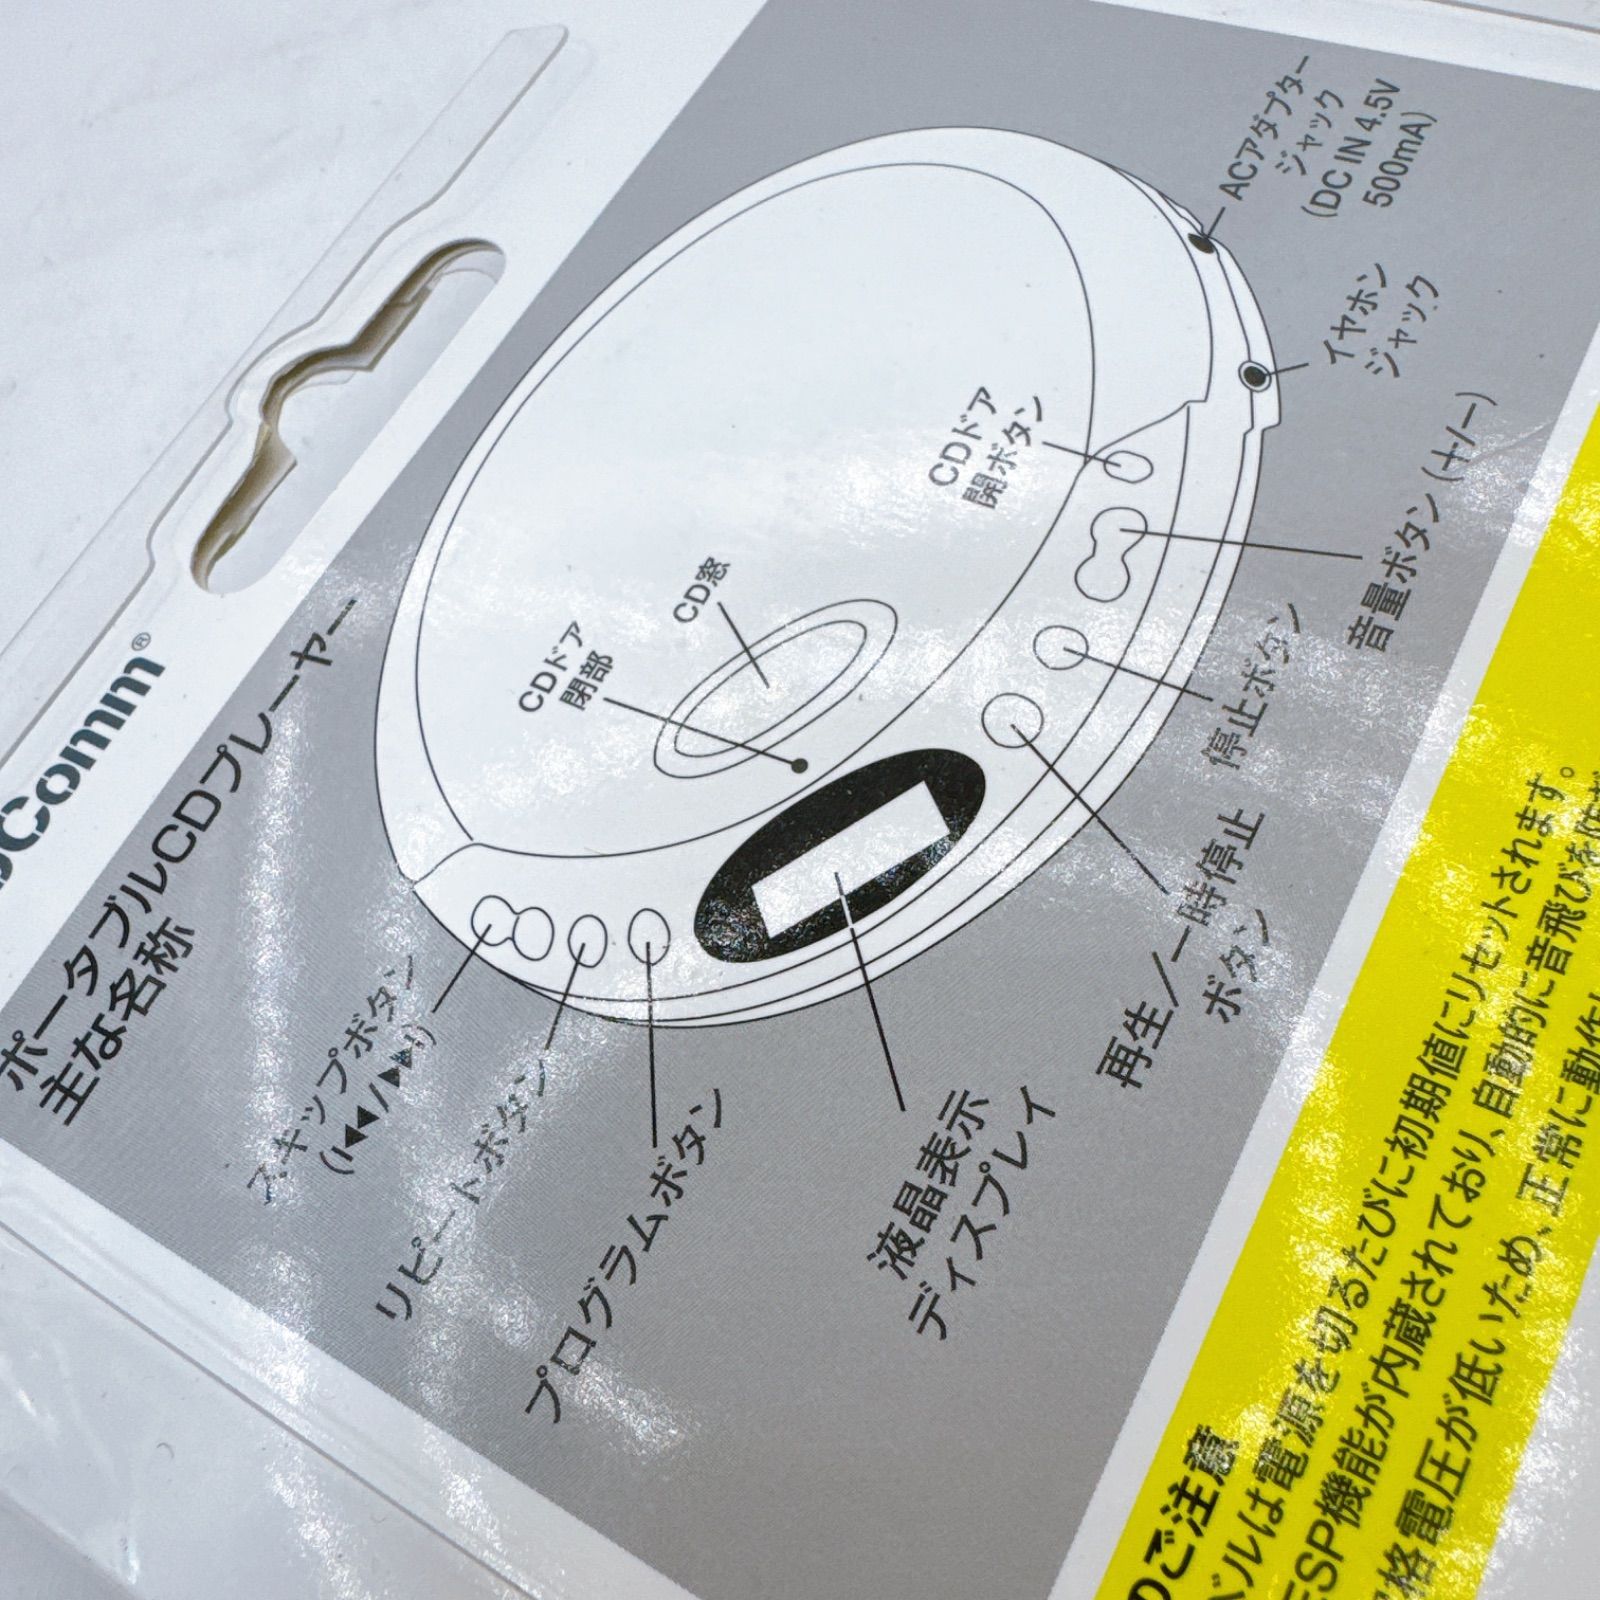 Comm®
ポータブルCDプレーヤー
主な名称
ACアダプター
ジャック
(DC IN 4.5V
500mA)
イヤホン
ジャック
CDドア
開ボタン
音量ボタン (+/−)
CD窓
CDドア
閉部
停止ボタン
再生/一時停止
ボタン
スキップボタン
(I◀◀/▶▶I)
リピートボタン
プログラムボタン
液晶表示
ディスプレイ
のご注意
ベルは電源を切るたびに初期値にリセットされます。
ESP機能が内蔵されており、自動的に音飛びを
格電圧が低いため、正常に動作